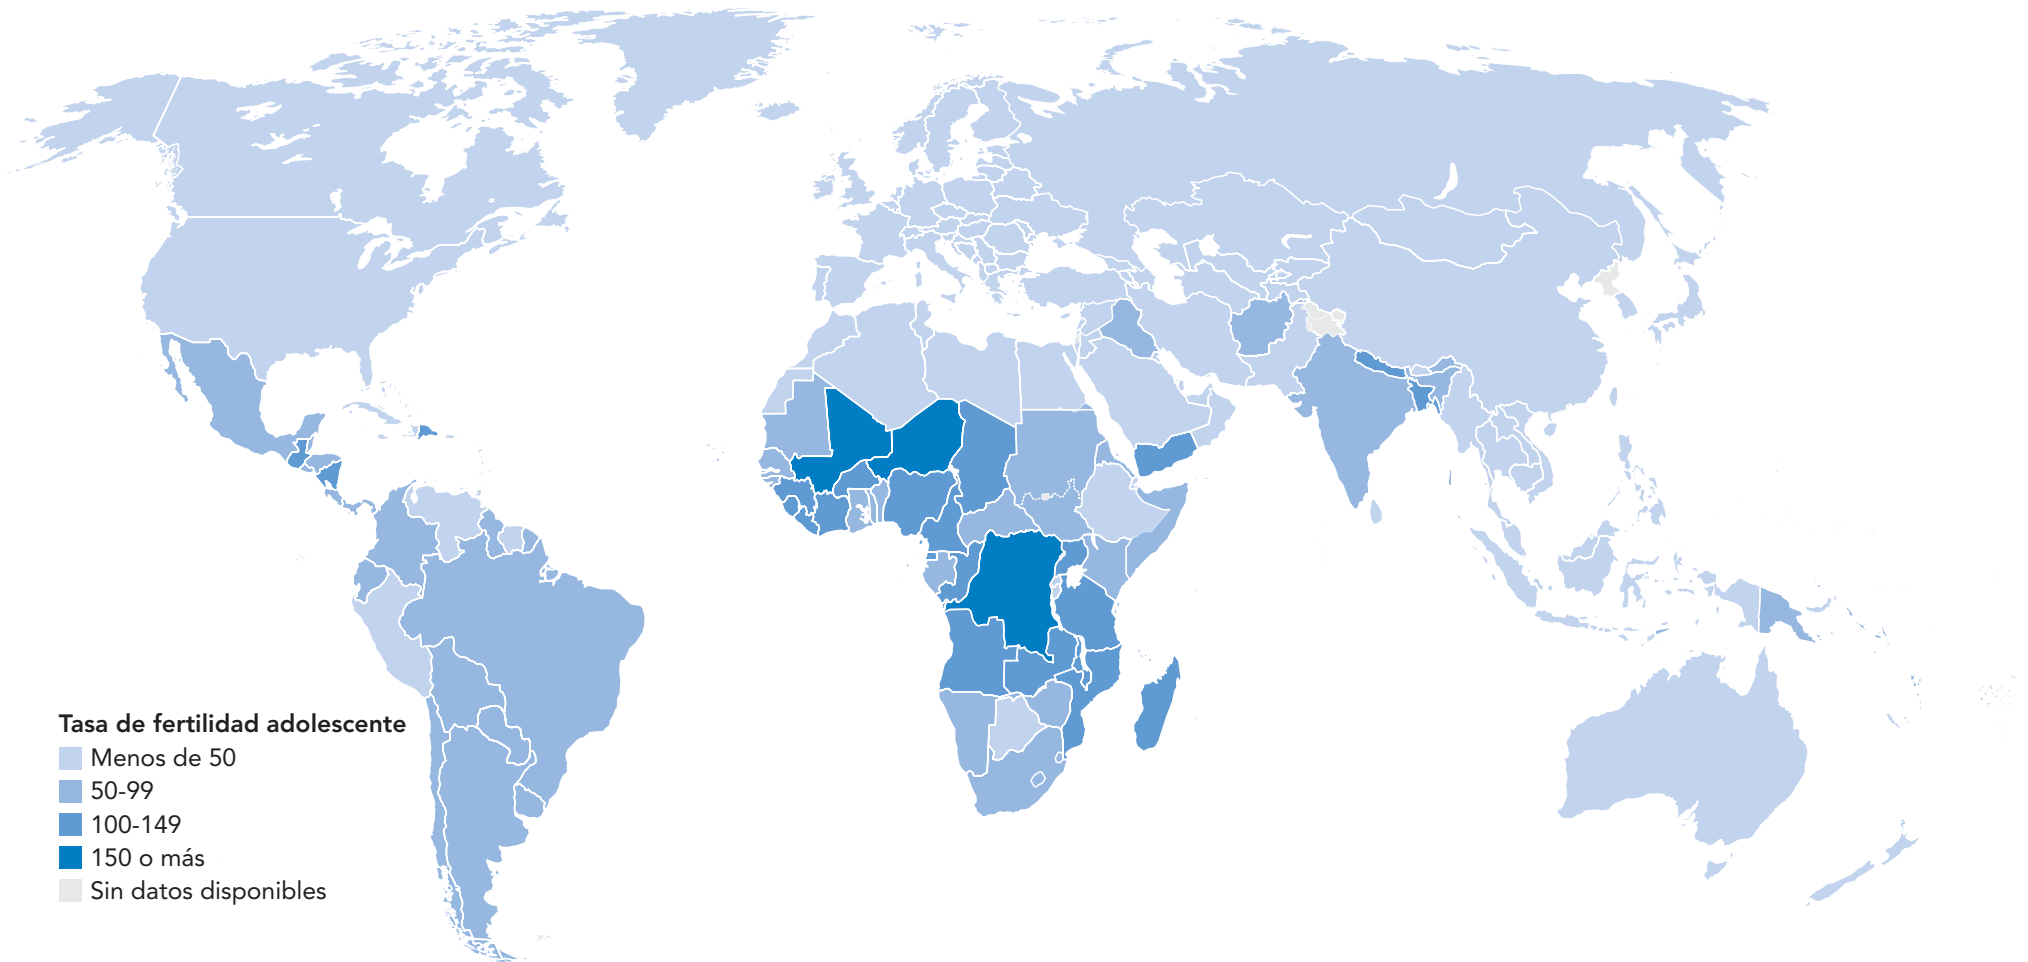 Tasa de fertilidad adolescente
Menos de 50
50-99
100-149
150 o más
Sin datos disponibles